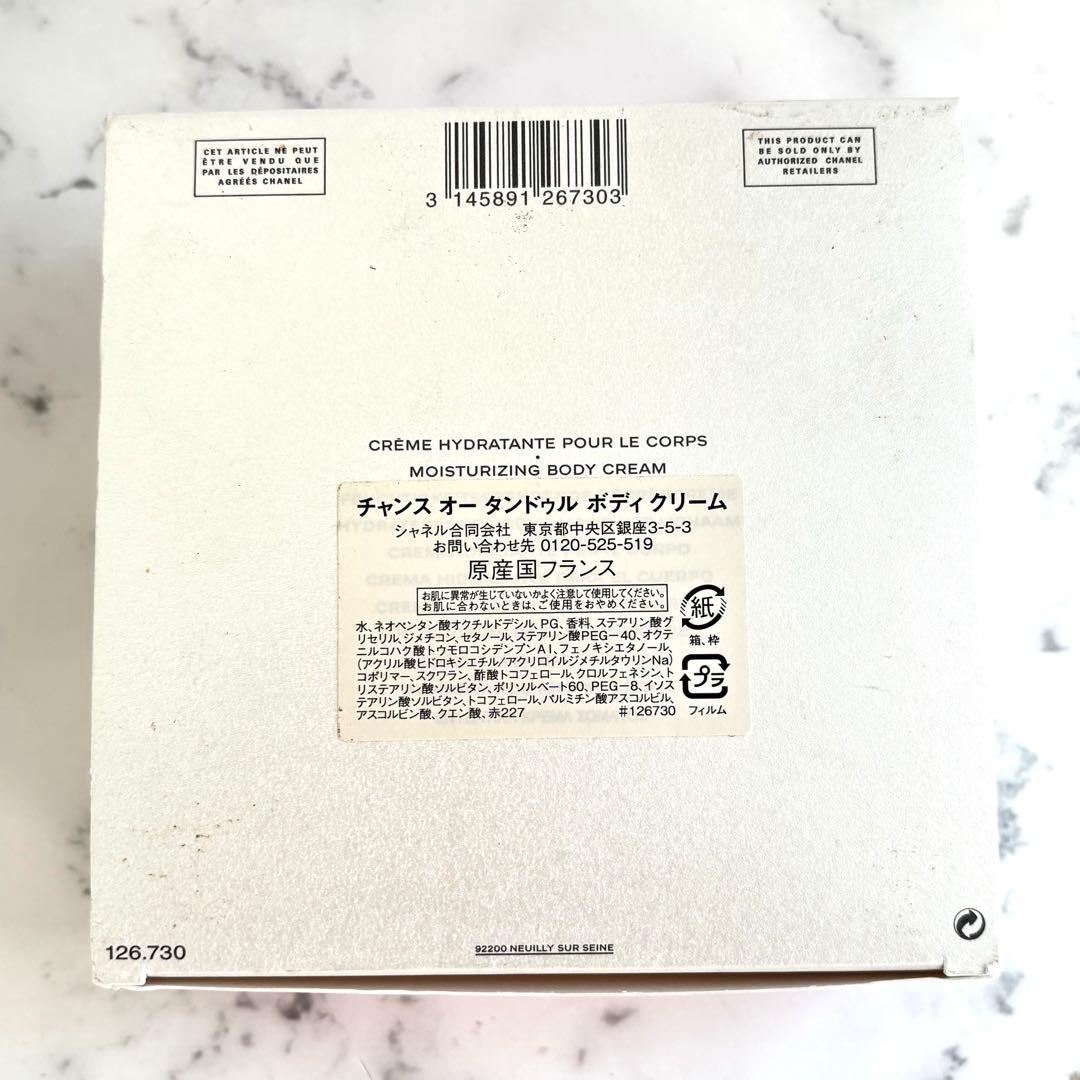 CET ARTICLE NE PEUT
ÊTRE VENDU QUE
PAR LES DÉPOSITAIRES
AGRÉÉS CHANEL
3 145891 267303
THIS PRODUCT CAN
BE SOLD ONLY BY
AUTHORIZED CHANEL
RETAILERS
CRÈME HYDRATANTE POUR LE CORPS
•
MOISTURIZING BODY CREAM
チャンス オー タンドゥル ボディ クリーム
シャネル合同会社 東京都中央区銀座3-5-3
お問い合わせ先 0120-525-519
原産国フランス
お肌に異常が生じていないかよく注意して使用してください。
お肌に合わないときは、ご使用をおやめください。
水、ネオペンタン酸オクチルドデシル、PG、香料、ステアリン酸グ
リセリル、ジメチコン、セタノール、ステアリン酸PEG-40、オクテ
ニルコハク酸トウモロコシデンプンAl、フェノキシエタノール、
(アクリル酸ヒドロキシエチル/アクリロイルジメチルタウリンNa)
コポリマー、スクワラン、酢酸トコフェロール、クロルフェネシン、ト
リステアリン酸ソルビタン、ポリソルベート60、PEG-8、イソス
テアリン酸ソルビタン、トコフェロール、パルミチン酸アスコルビル、
アスコルビン酸、クエン酸、赤227 #126730
紙
箱、枠
プラ
フィルム
126.730
92200 NEUILLY SUR SEINE